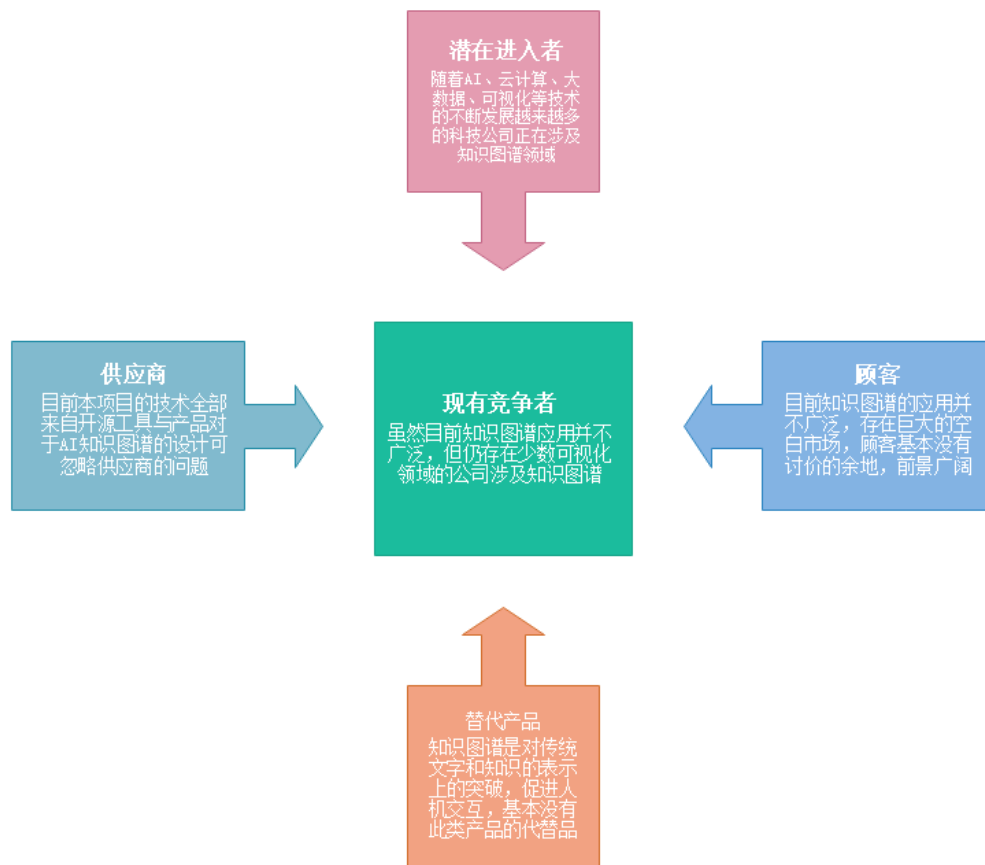 潜在进入者
随着AI、云计算、大
数据、可视化等技术
的不断发展越来越多
的科技公司正在涉及
知识图谱领域
供应商
目前本项目的技术全部
来自开源工具与产品对
于AI知识图谱的设计可
忽略供应商的问题
现有竞争者
虽然目前知识图谱应用并不
广泛，但仍存在少数可视化
领域的公司涉及知识图谱
顾客
目前知识图谱的应用并
不广泛，存在巨大的空
白市场，顾客基本没有
讨价的余地，前景广阔
替代产品
知识图谱是对传统
文字和知识的表示
上的突破，促进人
机交互，基本没有
此类产品的代替品